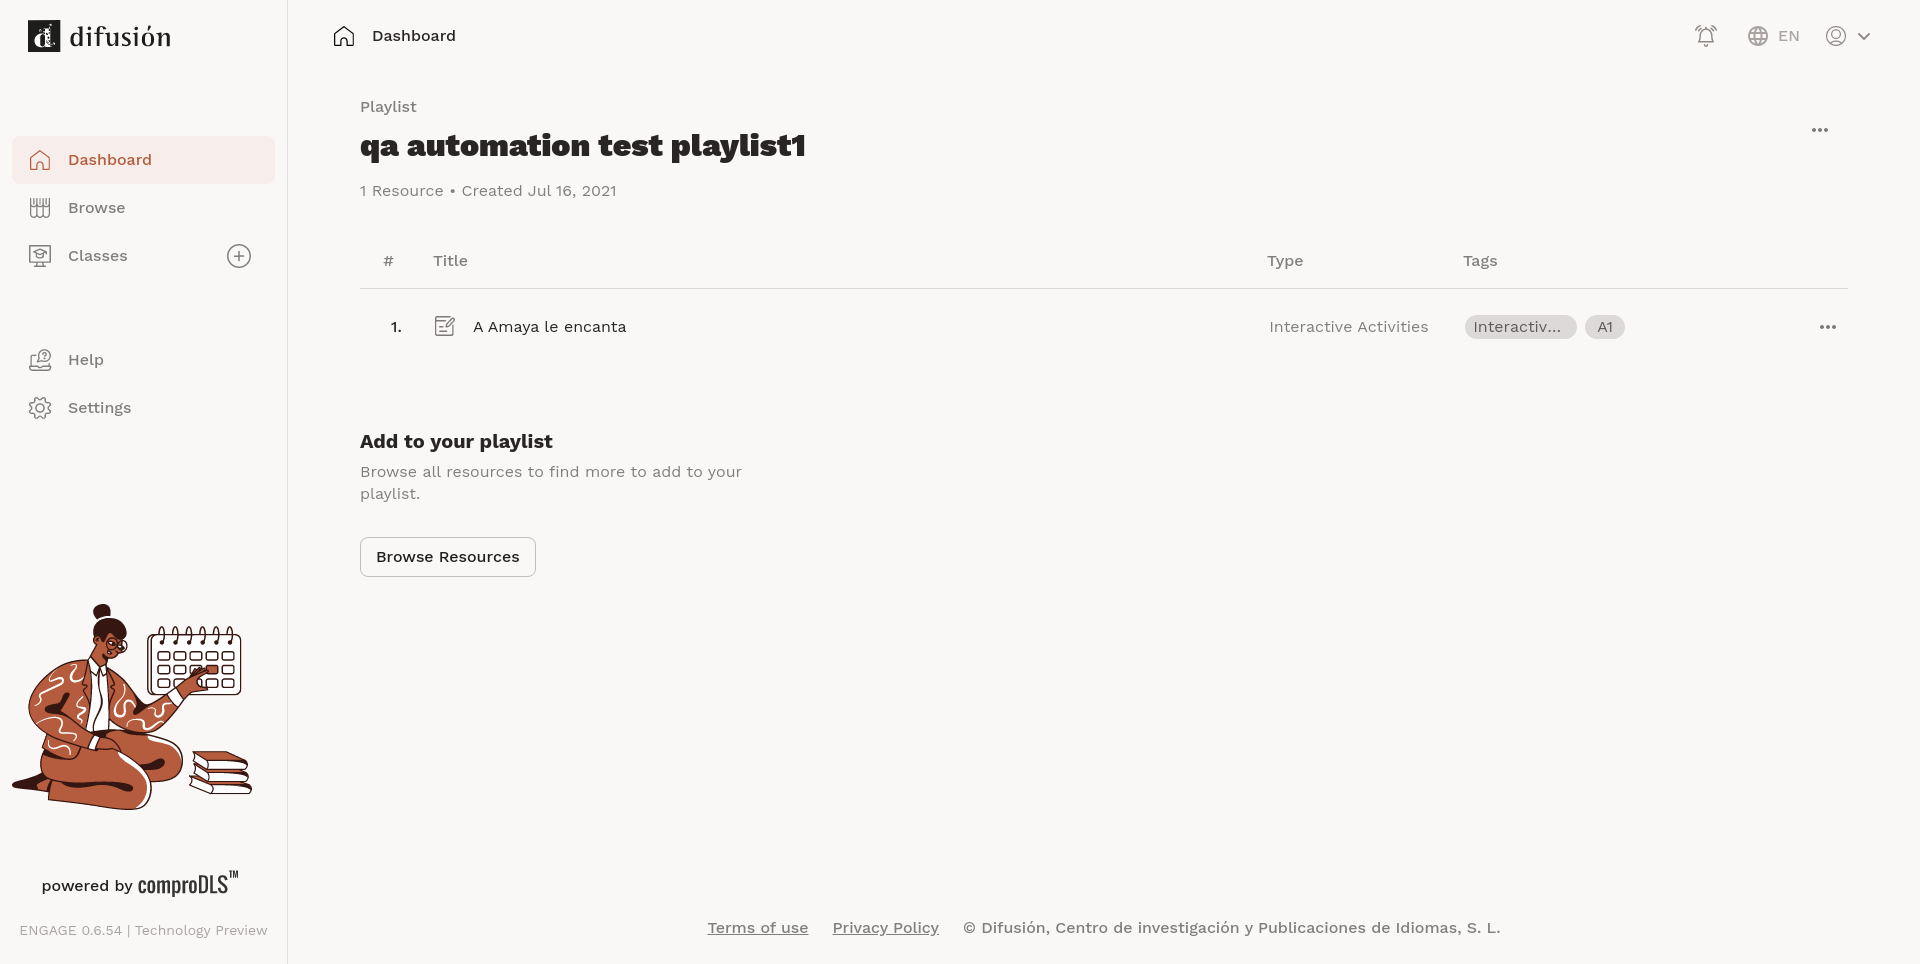 difusión
Dashboard
EN
Dashboard
Browse
Classes
Help
Settings
powered by comproDLS™
ENGAGE 0.6.54 | Technology Preview
Playlist
qa automation test playlist1
1 Resource • Created Jul 16, 2021
# Title Type Tags
1. A Amaya le encanta Interactive Activities Interactiv... A1
Add to your playlist
Browse all resources to find more to add to your
playlist.
Browse Resources
Terms of use Privacy Policy © Difusión, Centro de investigación y Publicaciones de Idiomas, S. L.